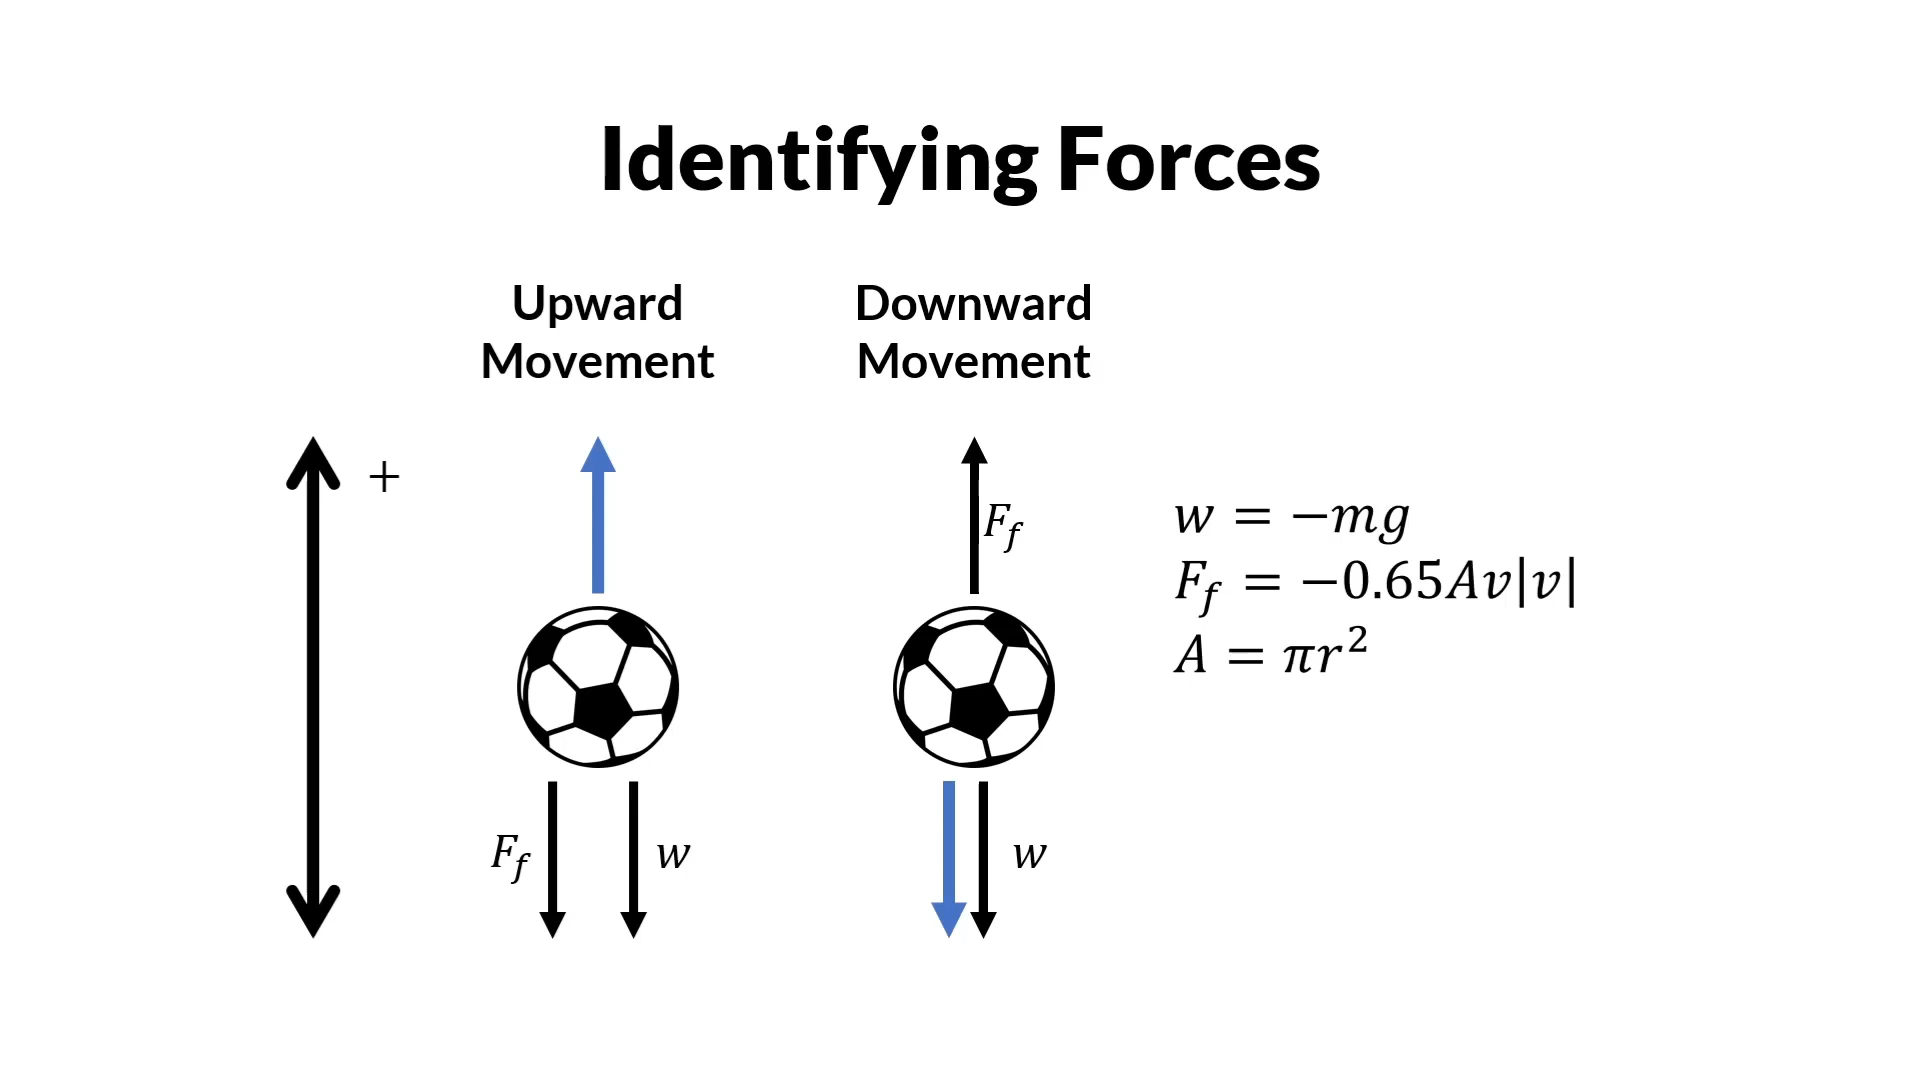 Identifying Forces
Upward
Movement
Downward
Movement
+
F_f
w = −mg
F_f = −0.65Av|v|
A = πr²
F_f
w
w